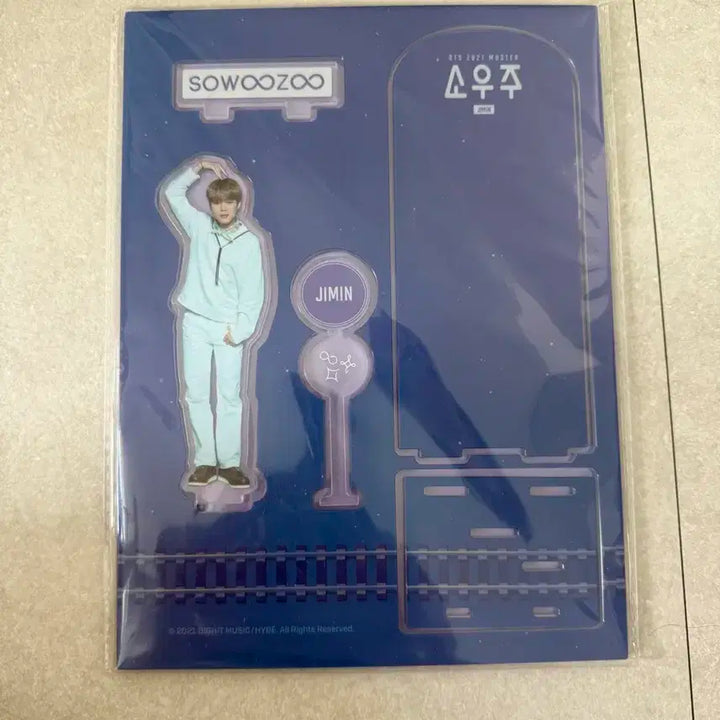 SOWOOZOO
BTS 2021 MUSTER
소우주
JIMIN
JIMIN
© 2021 BIGHIT MUSIC / HYBE. All Rights Reserved.